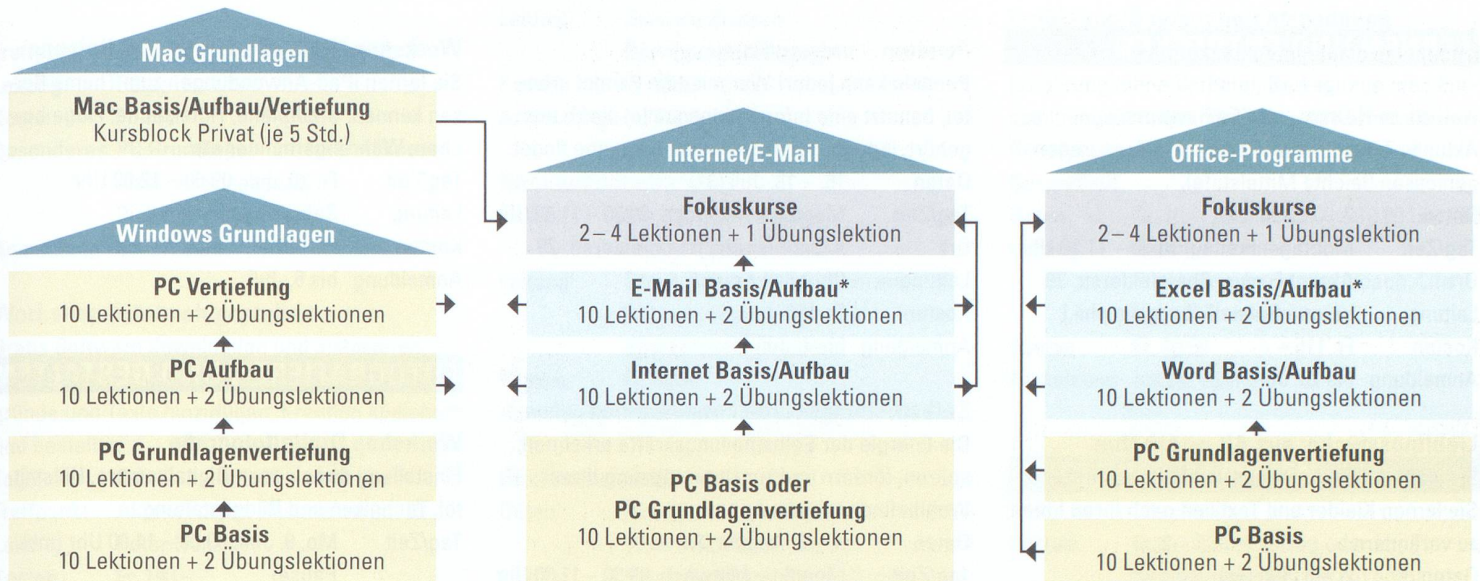 Mac Grundlagen
Mac Basis/Aufbau/Vertiefung
Kursblock Privat (je 5 Std.)
Windows Grundlagen
PC Vertiefung
10 Lektionen + 2 Übungslektionen
PC Aufbau
10 Lektionen + 2 Übungslektionen
PC Grundlagenvertiefung
10 Lektionen + 2 Übungslektionen
PC Basis
10 Lektionen + 2 Übungslektionen
Internet/E-Mail
Fokuskurse
2 – 4 Lektionen + 1 Übungslektion
E-Mail Basis/Aufbau*
10 Lektionen + 2 Übungslektionen
Internet Basis/Aufbau
10 Lektionen + 2 Übungslektionen
PC Basis oder
PC Grundlagenvertiefung
10 Lektionen + 2 Übungslektionen
Office-Programme
Fokuskurse
2 – 4 Lektionen + 1 Übungslektion
Excel Basis/Aufbau*
10 Lektionen + 2 Übungslektionen
Word Basis/Aufbau
10 Lektionen + 2 Übungslektionen
PC Grundlagenvertiefung
10 Lektionen + 2 Übungslektionen
PC Basis
10 Lektionen + 2 Übungslektionen